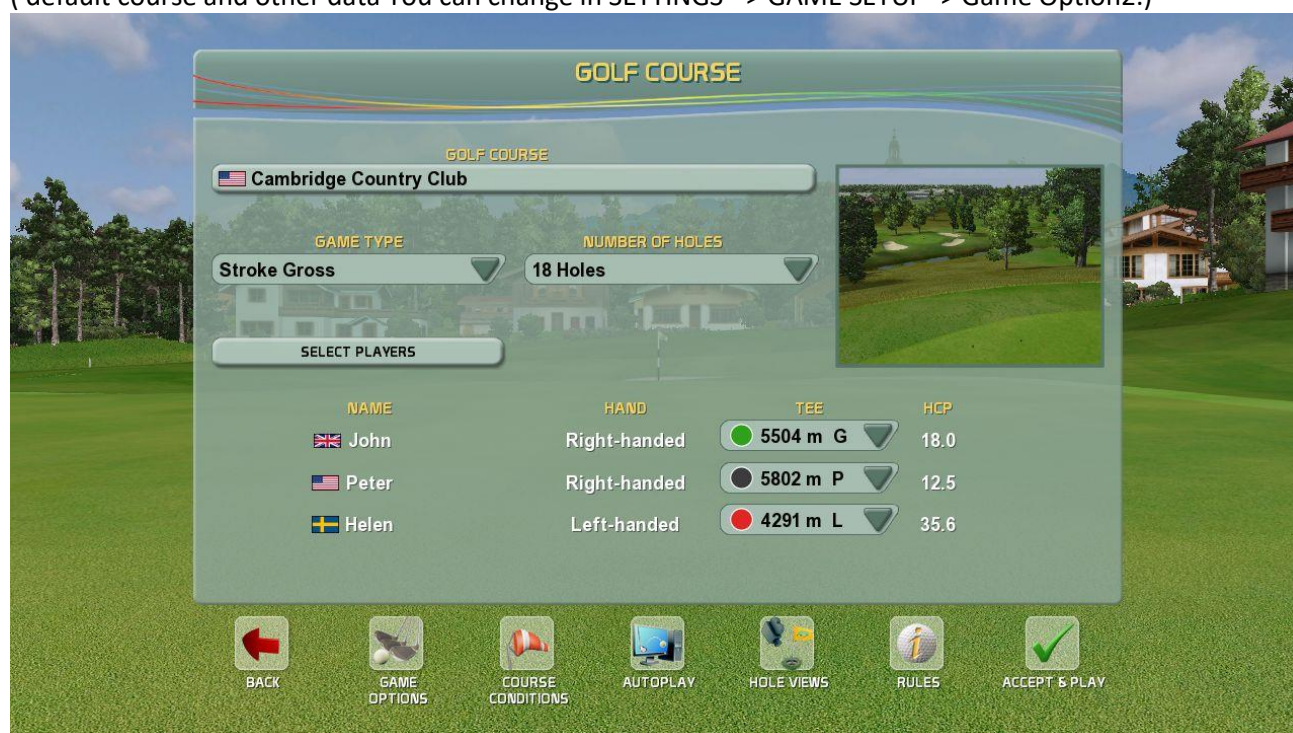 ( default course and other data You can change in SETTINGS -> GAME SETUP -> Game Option2.)
GOLF COURSE
GOLF COURSE
Cambridge Country Club
GAME TYPE NUMBER OF HOLES
Stroke Gross 18 Holes
SELECT PLAYERS
NAME HAND TEE HCP
John Right-handed 5504 m G 18.0
Peter Right-handed 5802 m P 12.5
Helen Left-handed 4291 m L 35.6
BACK GAME OPTIONS COURSE CONDITIONS AUTOPLAY HOLE VIEWS RULES ACCEPT & PLAY